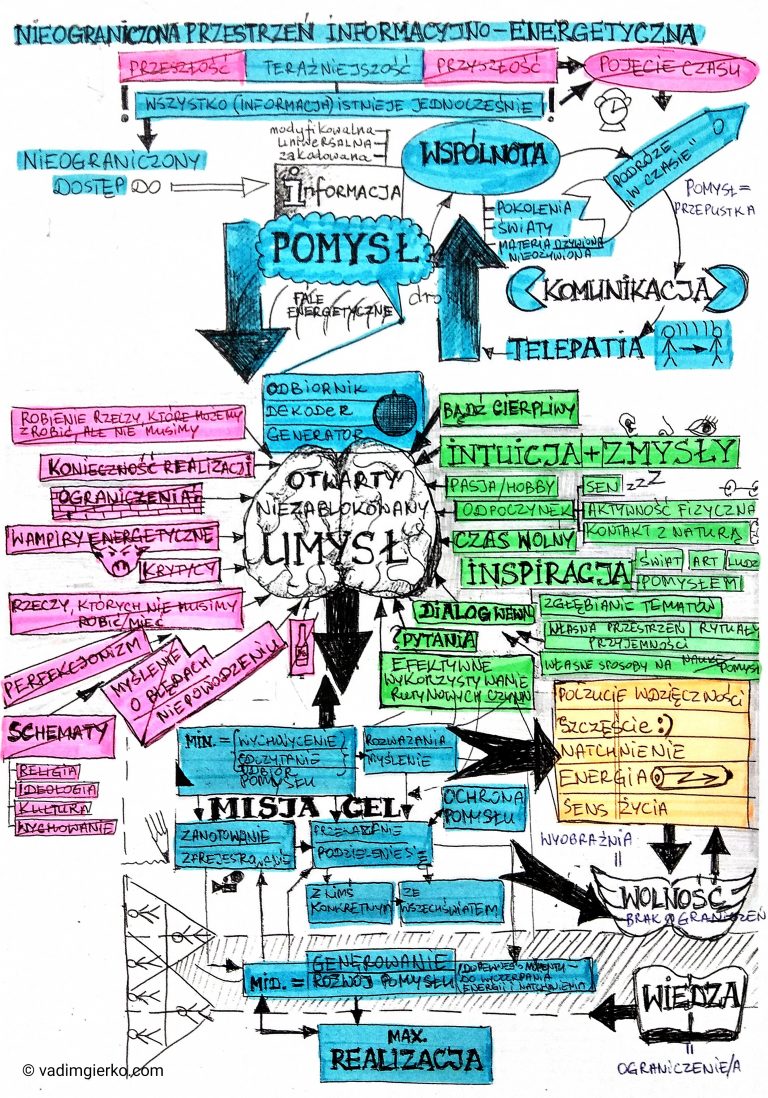 NIEOGRANICZONA PRZESTRZEŃ INFORMACYJNO-ENERGETYCZNA
PRZESZŁOŚĆ TERAŹNIEJSZOŚĆ PRZYSZŁOŚĆ
POJĘCIE CZASU
! WSZYSTKO (INFORMACJA) ISTNIEJE JEDNOCZEŚNIE !
NIEOGRANICZONY
DOSTĘP DO
modyfikowalna
uniwersalna
zakodowana
INFORMACJA
WSPÓLNOTA
PODRÓŻE
"W CZASIE"
POMYSŁ =
PRZEPUSTKA
POKOLENIA
ŚWIATY
MATERIA OŻYWIONA
NIEOŻYWIONA
POMYSŁ
FALE
ENERGETYCZNE
KOMUNIKACJA
TELEPATIA
ODBIORNIK
DEKODER
GENERATOR
OTWARTY
NIEZABLOKOWANY
UMYSŁ
ROBIENIE RZECZY, KTÓRE MOŻEMY
ZROBIĆ, ALE NIE MUSIMY
KONIECZNOŚĆ REALIZACJI
OGRANICZENIA
WAMPIRY ENERGETYCZNE
KRYTYCY
RZECZY, KTÓRYCH NIE MUSIMY
ROBIĆ/MIEĆ
PERFEKCJONIZM
MYŚLENIE
O BŁĘDACH
NIEPOWODZENIU
SCHEMATY
RELIGIA
IDEOLOGIA
KULTURA
WYCHOWANIE
BĄDŹ CIERPLINY
INTUICJA + ZMYSŁY
PASJA/HOBBY
SEN zzZ
ODPOCZYNEK
AKTYWNOŚĆ FIZYCZNA
KONTAKT Z NATURĄ
CZAS WOLNY
INSPIRACJA
ŚWIAT ART LUDZ
POMYSŁEM
DIALOG WEWN
?PYTANIA
ZGŁĘBIANIE TEMATÓW
WŁASNA PRZESTRZEŃ RYTUAŁY
PRZYJEMNOŚCI
WŁASNE SPOSOBY NA NAUKĘ POMYSŁ
EFEKTYWNE
WYKORZYSTYWANIE
RUTYNOWYCH CZYNN
POCZUCIE WDZIĘCZNOŚCI
SZCZĘŚCIE :)
NATCHNIENIE
ENERGIA
SENS ŻYCIA
MIN. = WYCHWYCENIE
ODCZYTANIE
ODBIÓR
POMYSŁU
ROZWAŻANIA
MYŚLENIE
MISJA CEL
OCHRONA
POMYSŁU
ZANOTOWANIE
ZAREJESTROWANIE
PRZEKAZANIE
PODZIELENIE SIĘ
Z KIMŚ
KONKRETNYM
ZE
WSZECHŚWIATEM
WYOBRAŹNIA
=
WOLNOŚĆ
BRAK OGRANICZEŃ
MID. = GENEROWANIE
ROZWÓJ POMYSŁU
DO PEWNEGO MOMENTU -
DO WYCZERPANIA
ENERGII I NATCHNIENIA
WIEDZA
=
OGRANICZENIE/A
MAX.
REALIZACJA
© vadimgierko.com